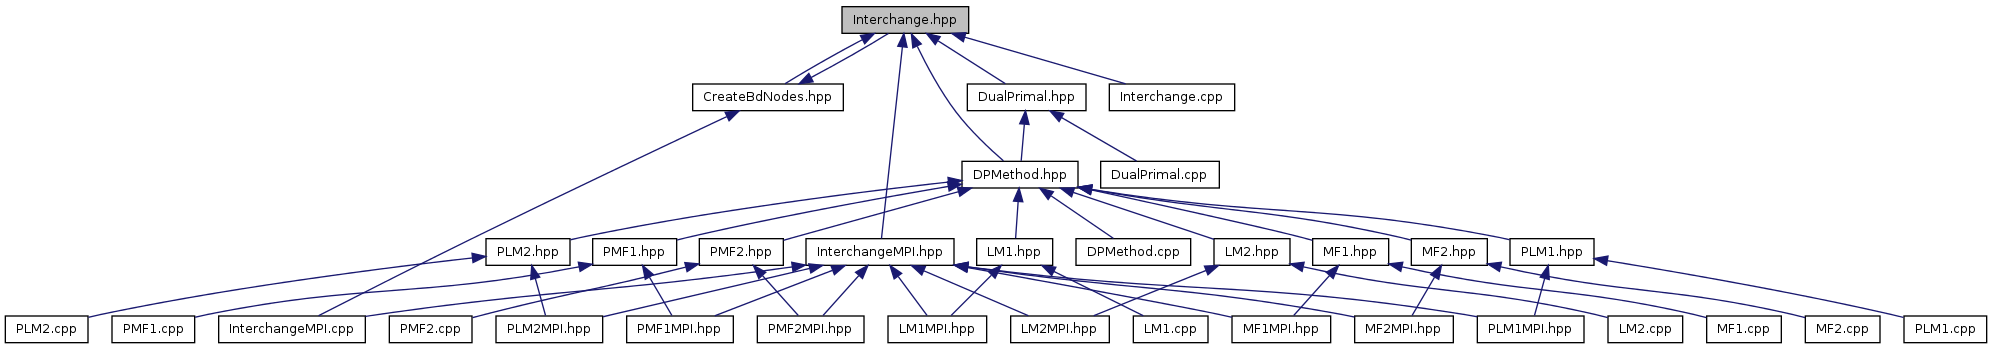 Interchange.hpp
CreateBdNodes.hpp
DualPrimal.hpp
Interchange.cpp
DPMethod.hpp
DualPrimal.cpp
PLM2.hpp
PMF1.hpp
PMF2.hpp
InterchangeMPI.hpp
LM1.hpp
DPMethod.cpp
LM2.hpp
MF1.hpp
MF2.hpp
PLM1.hpp
PLM2.cpp
PMF1.cpp
InterchangeMPI.cpp
PMF2.cpp
PLM2MPI.hpp
PMF1MPI.hpp
PMF2MPI.hpp
LM1MPI.hpp
LM2MPI.hpp
LM1.cpp
MF1MPI.hpp
MF2MPI.hpp
PLM1MPI.hpp
LM2.cpp
MF1.cpp
MF2.cpp
PLM1.cpp